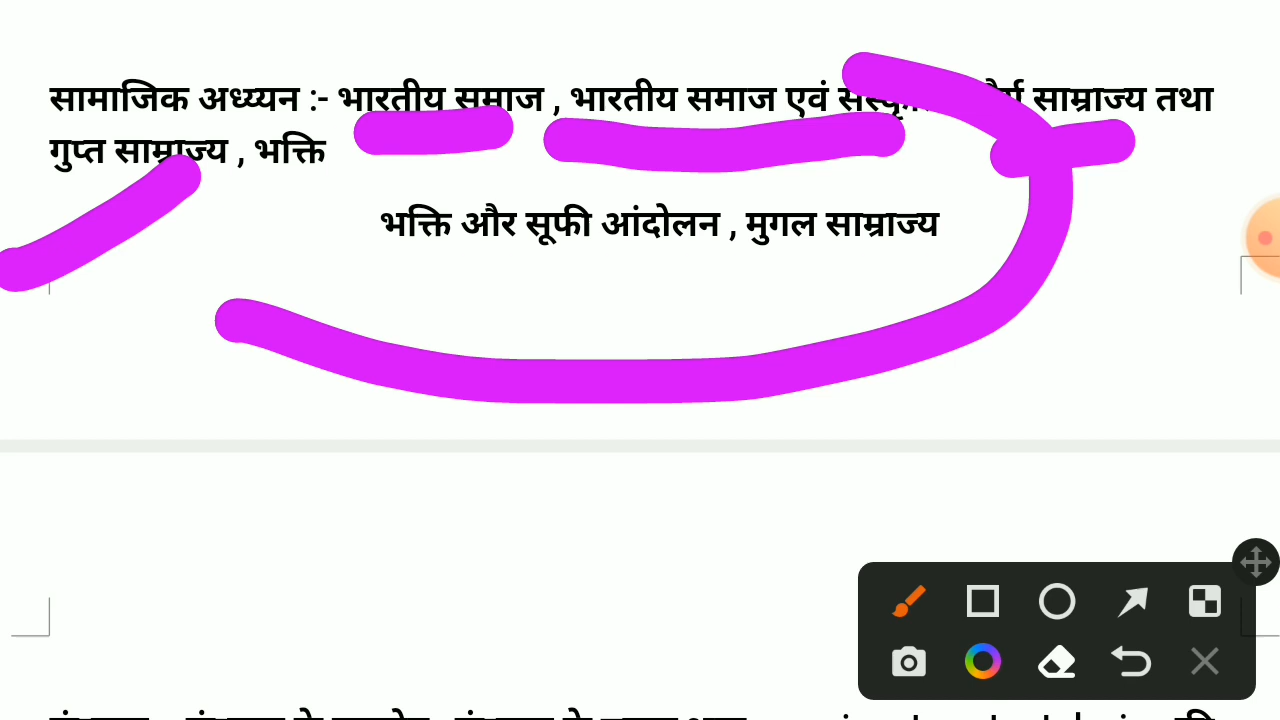 सामाजिक अध्ययन :- भारतीय समाज , भारतीय समाज एवं साम्राज्य तथा
गुप्त साम्राज्य , भक्ति
भक्ति और सूफी आंदोलन , मुगल साम्राज्य